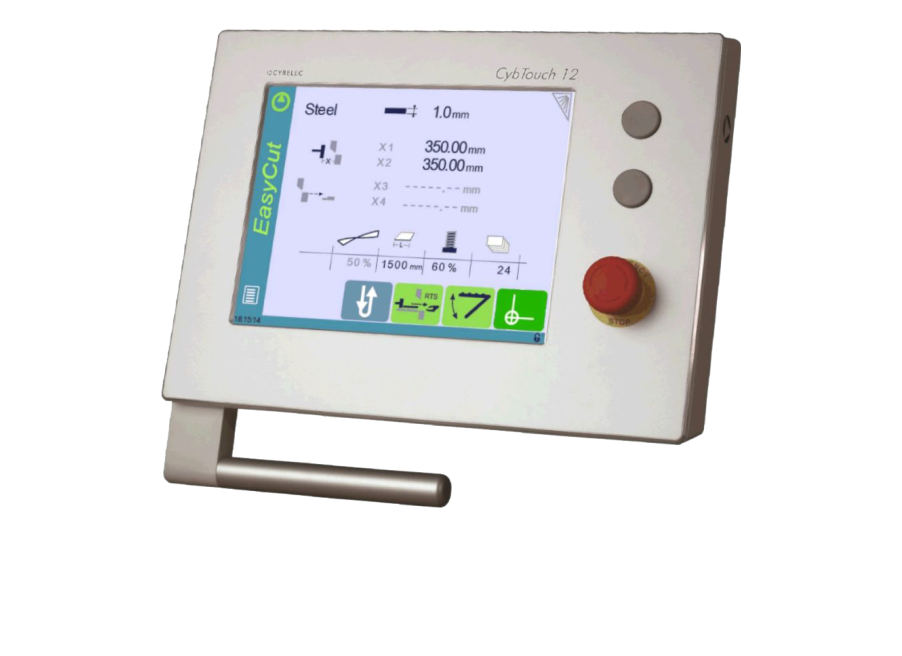 CYBELEC
CybTouch 12
EasyCut
Steel
1.0mm
X1 350.00mm
X2 350.00mm
X3 ----.--mm
X4 ----.--mm
L
50 % 1500 mm 60 % 24
RTS
16:15:14
STOP